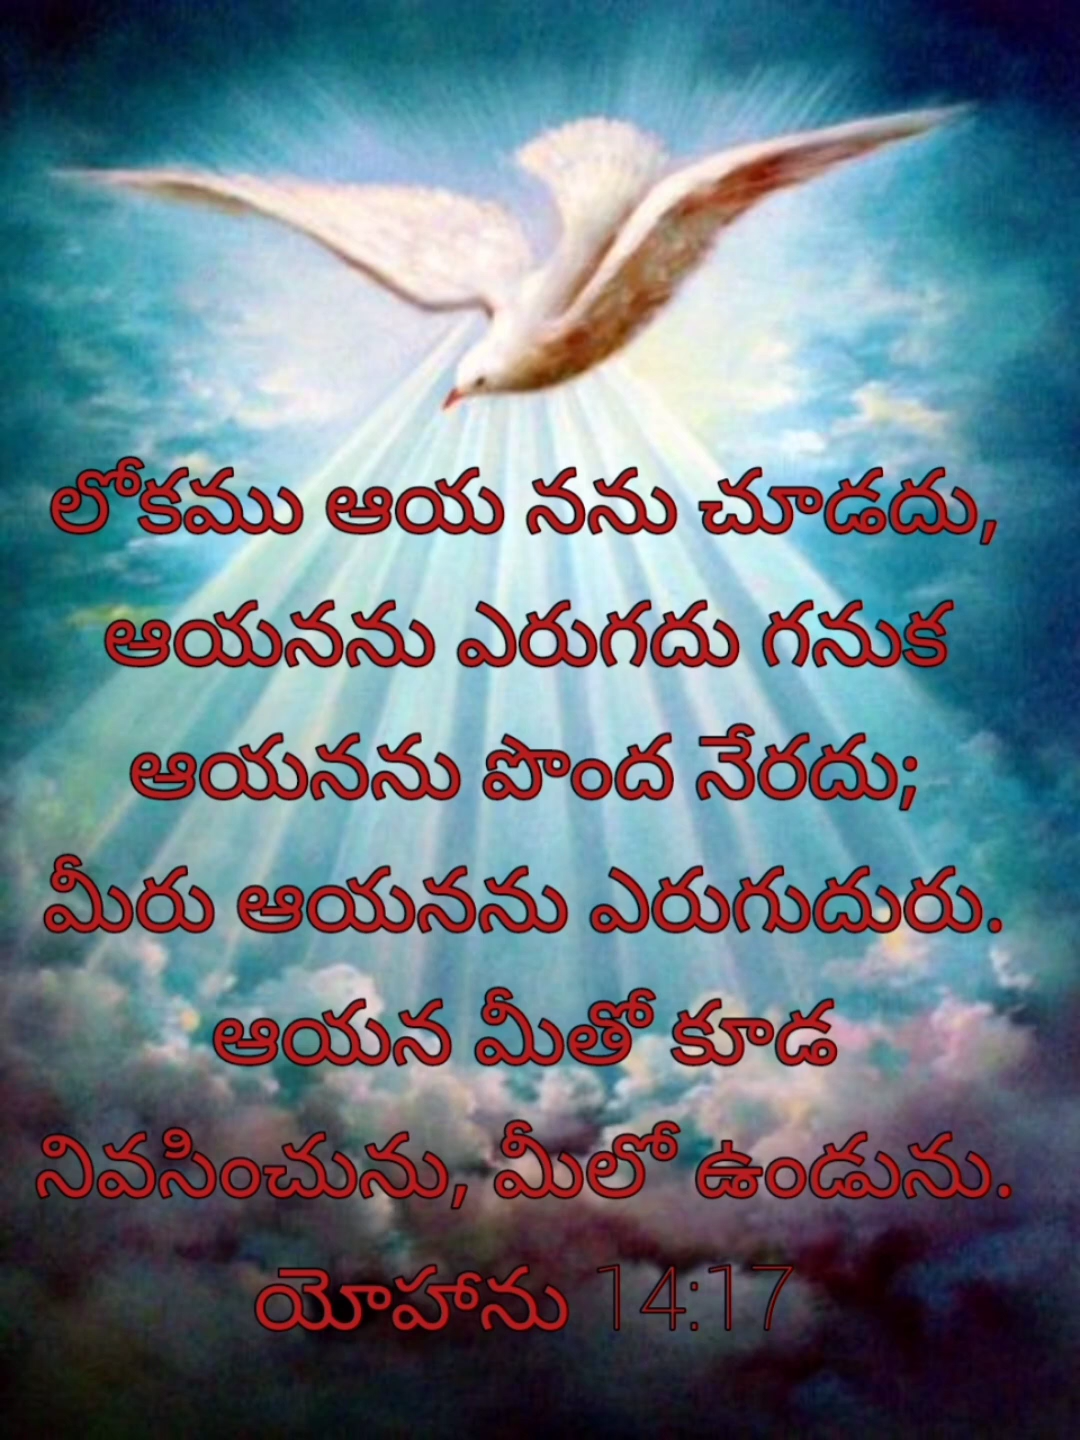 లోకము ఆయ నను చూడదు,
ఆయనను ఎరుగదు గనుక
ఆయనను పొంద నేరదు;
మీరు ఆయనను ఎరుగుదురు.
ఆయన మీతో కూడ
నివసించును, మీలో ఉండును.
యోహాను 14:17